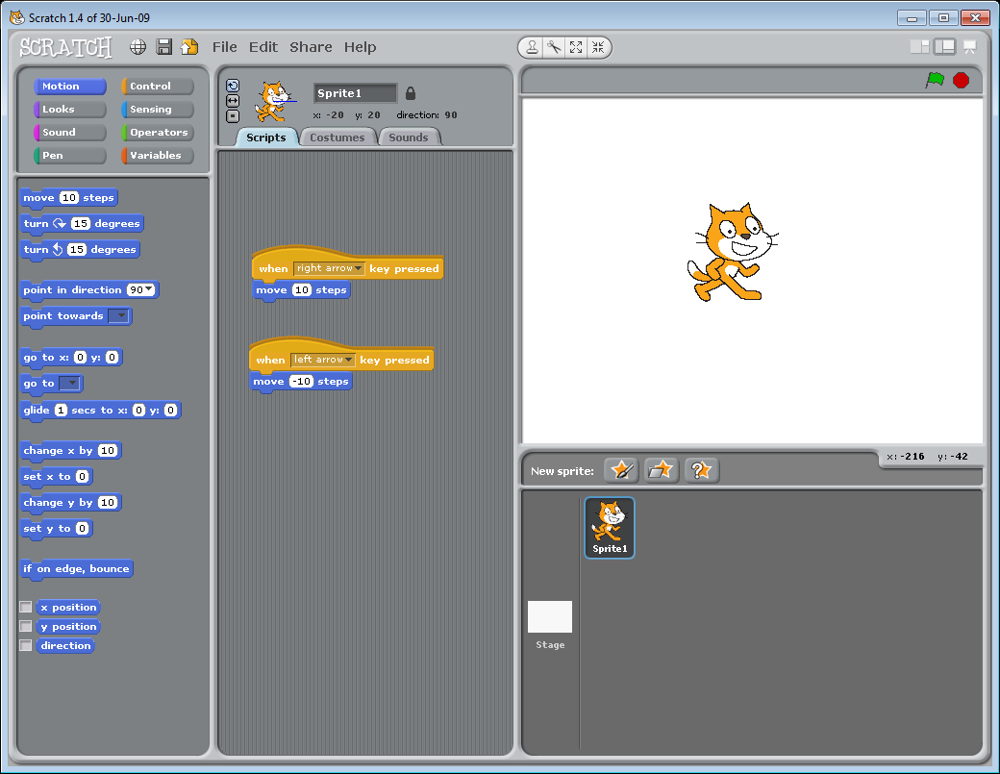 Scratch 1.4 of 30-Jun-09
SCRATCH File Edit Share Help
Motion Control
Looks Sensing
Sound Operators
Pen Variables
move 10 steps
turn 15 degrees
turn 15 degrees
point in direction 90
point towards
go to x: 0 y: 0
go to
glide 1 secs to x: 0 y: 0
change x by 10
set x to 0
change y by 10
set y to 0
if on edge, bounce
x position
y position
direction
Sprite1
x: -20 y: 20 direction: 90
Scripts Costumes Sounds
when right arrow key pressed
move 10 steps
when left arrow key pressed
move -10 steps
x: -216 y: -42
New sprite:
Sprite1
Stage